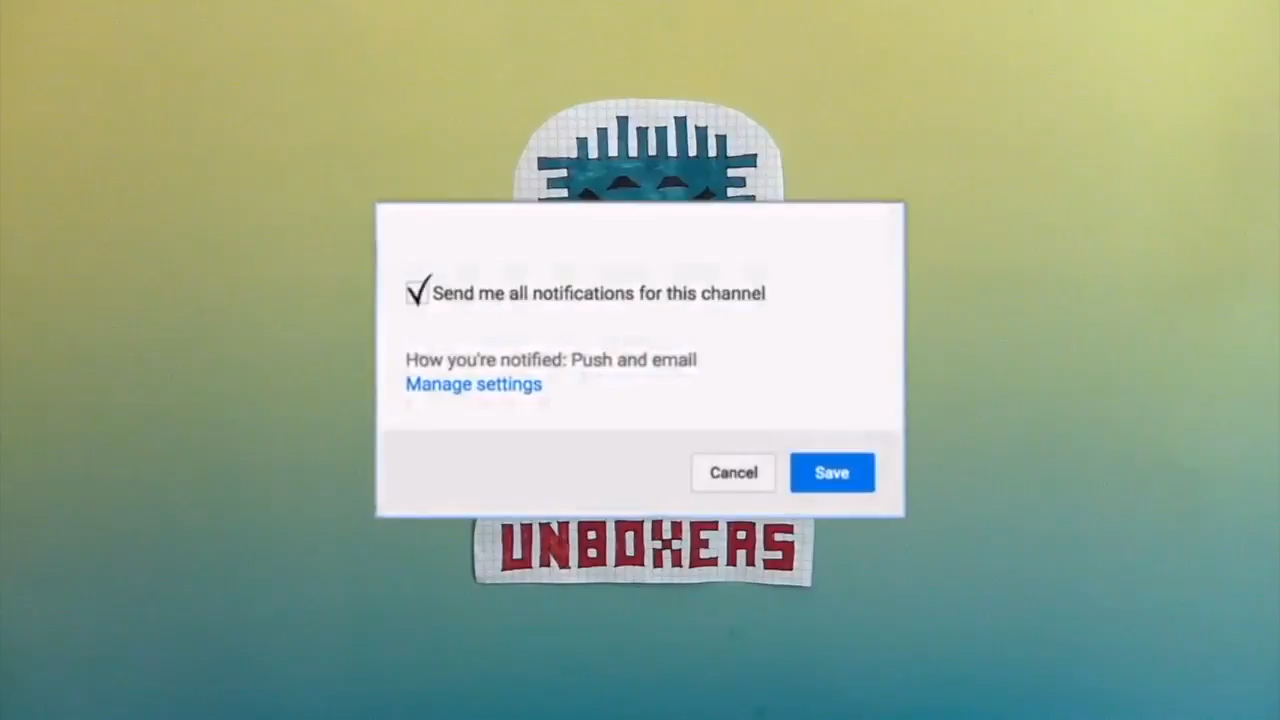 Send me all notifications for this channel
How you're notified: Push and email
Manage settings
Cancel
Save
UNBOXERS